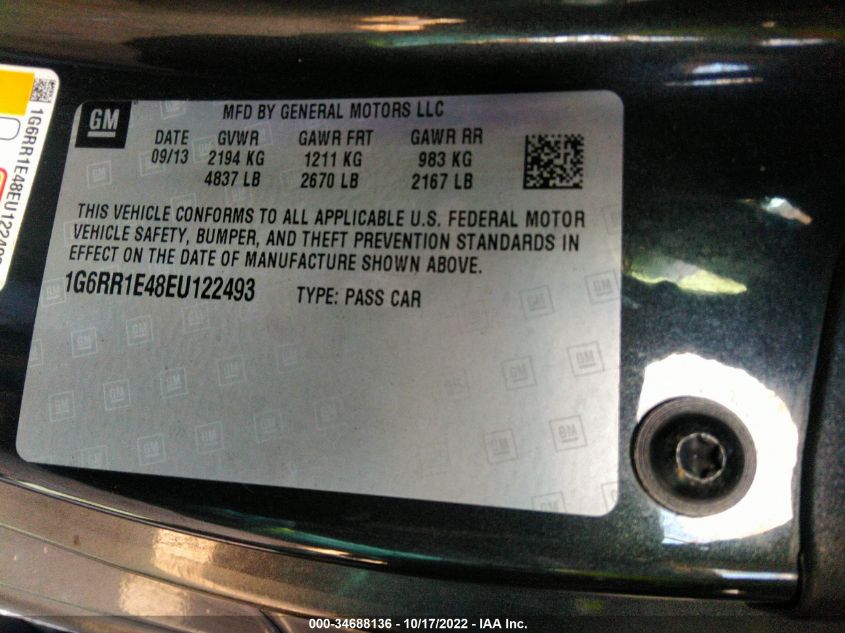 GM
MFD BY GENERAL MOTORS LLC
DATE GVWR GAWR FRT GAWR RR
09/13 2194 KG 1211 KG 983 KG
4837 LB 2670 LB 2167 LB
THIS VEHICLE CONFORMS TO ALL APPLICABLE U.S. FEDERAL MOTOR
VEHICLE SAFETY, BUMPER, AND THEFT PREVENTION STANDARDS IN
EFFECT ON THE DATE OF MANUFACTURE SHOWN ABOVE.
1G6RR1E48EU122493 TYPE: PASS CAR
1G6RR1E48EU12249
000-34688136 - 10/17/2022 - IAA Inc.